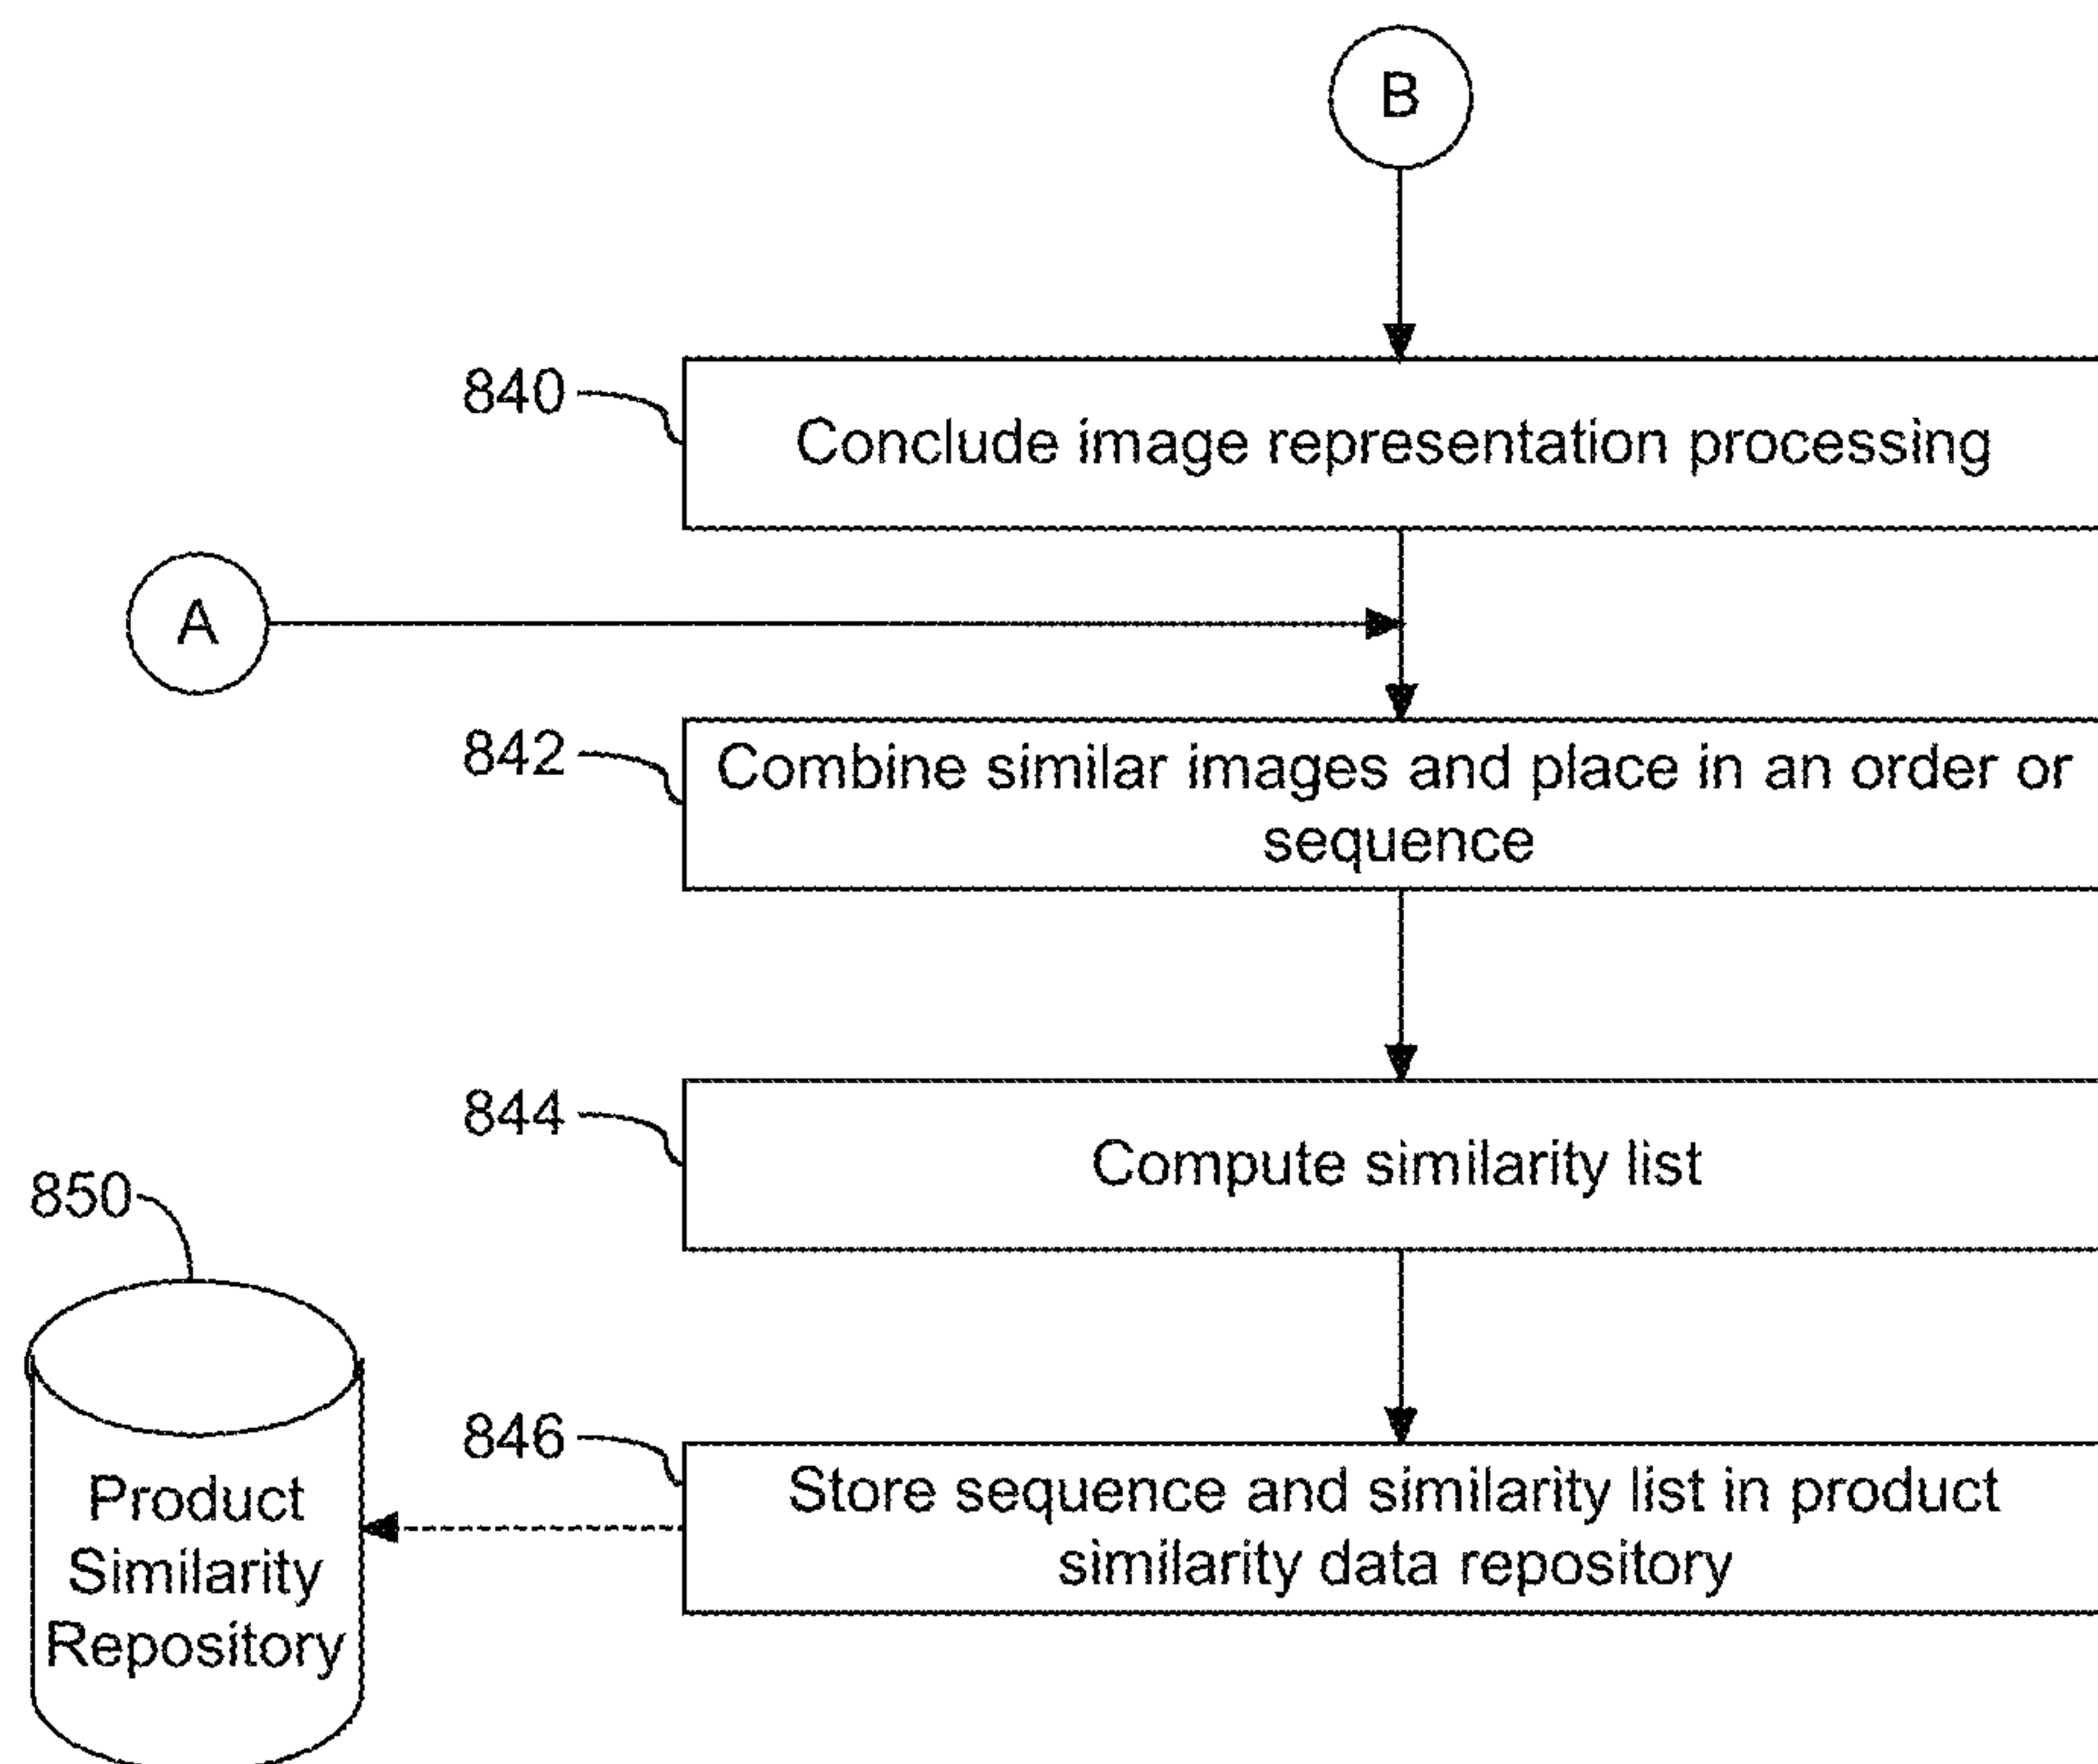 B
840
Conclude image representation processing
A
842
Combine similar images and place in an order or
sequence
844
Compute similarity list
850
846
Store sequence and similarity list in product
similarity data repository
Product
Similarity
Repository